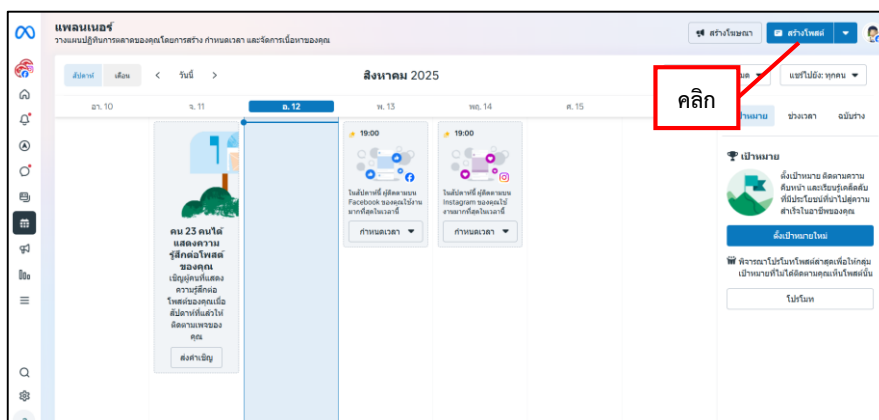 แพลนเนอร์
วางแผนปฏิทินการตลาดของคุณโดยการสร้าง กำหนดเวลา และจัดการเนื้อหาของคุณ
สร้างโฆษณา
สร้างโพสต์
สัปดาห์
เดือน
วันนี้
สิงหาคม 2025
แชร์ไปยัง: ทุกคน
คลิก
อา. 10
จ. 11
อ. 12
พ. 13
พฤ. 14
ศ. 15
ช่วงเวลา
ฉบับร่าง
คน 23 คนได้
แสดงความ
รู้สึกต่อโพสต์
ของคุณ
เชิญผู้คนที่แสดง
ความรู้สึกต่อ
โพสต์ของคุณเมื่อ
สัปดาห์ที่แล้วให้
ติดตามเพจของ
คุณ
ส่งคำเชิญ
19:00
ในสัปดาห์นี้ ผู้ติดตามบน
Facebook ของคุณใช้งาน
มากที่สุดในเวลานี้
กำหนดเวลา
19:00
ในสัปดาห์นี้ ผู้ติดตามบน
Instagram ของคุณใช้
งานมากที่สุดในเวลานี้
กำหนดเวลา
เป้าหมาย
ตั้งเป้าหมาย ติดตามความ
คืบหน้า และเรียนรู้เคล็ดลับ
ที่มีประโยชน์ที่นำไปสู่ความ
สำเร็จในอาชีพของคุณ
ตั้งเป้าหมายใหม่
พิจารณาโปรโมทโพสต์ล่าสุดเพื่อให้กลุ่ม
เป้าหมายที่ไม่ได้ติดตามคุณเห็นโพสต์นั้น
โปรโมท